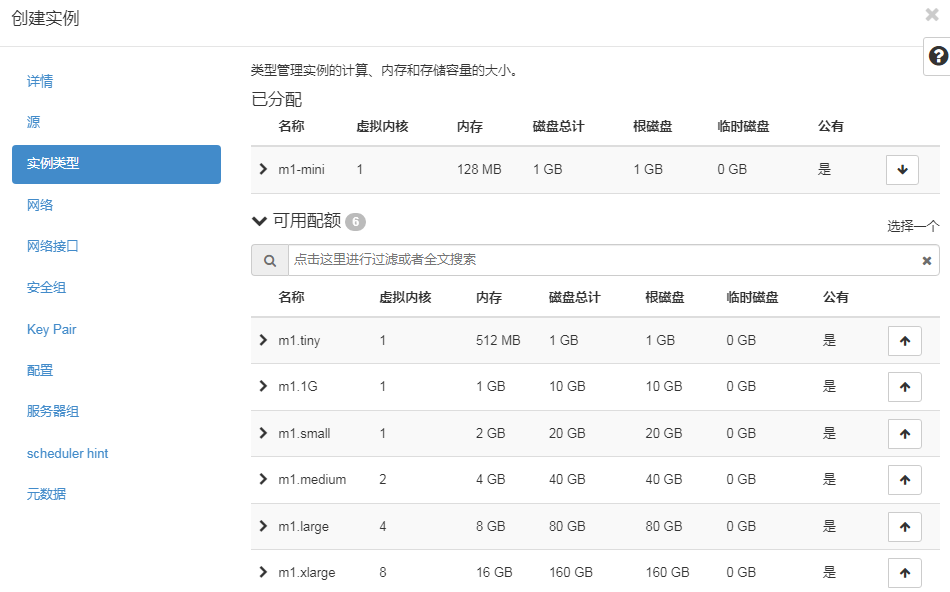 创建实例
详情
源
实例类型
网络
网络接口
安全组
Key Pair
配置
服务器组
scheduler hint
元数据
类型管理实例的计算、内存和存储容量的大小。
已分配
名称 虚拟内核 内存 磁盘总计 根磁盘 临时磁盘 公有
m1-mini 1 128 MB 1 GB 1 GB 0 GB 是
可用配额 6 选择一个
点击这里进行过滤或者全文搜索
名称 虚拟内核 内存 磁盘总计 根磁盘 临时磁盘 公有
m1.tiny 1 512 MB 1 GB 1 GB 0 GB 是
m1.1G 1 1 GB 10 GB 10 GB 0 GB 是
m1.small 1 2 GB 20 GB 20 GB 0 GB 是
m1.medium 2 4 GB 40 GB 40 GB 0 GB 是
m1.large 4 8 GB 80 GB 80 GB 0 GB 是
m1.xlarge 8 16 GB 160 GB 160 GB 0 GB 是